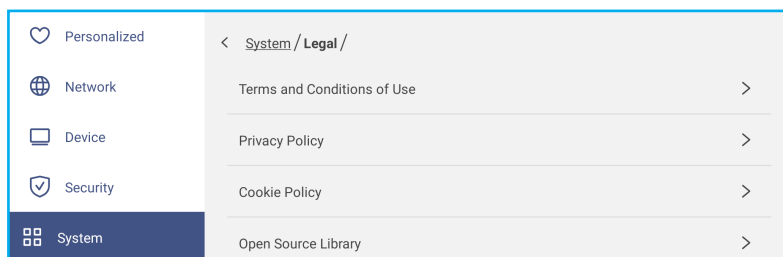 Personalized
Network
Device
Security
System
System / Legal /
Terms and Conditions of Use
Privacy Policy
Cookie Policy
Open Source Library